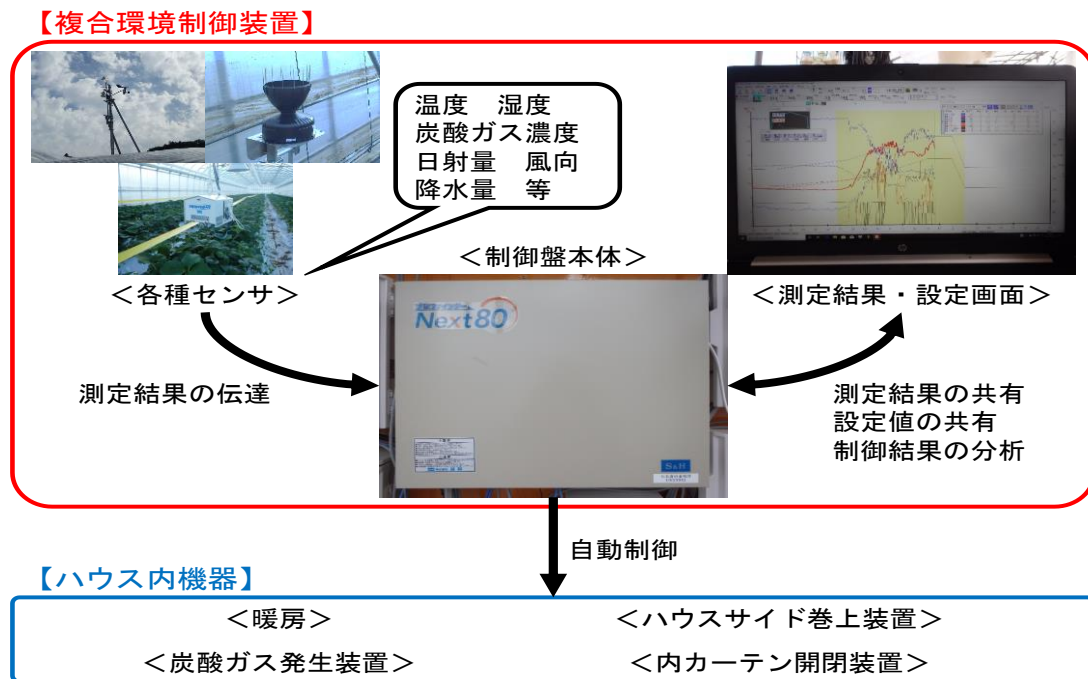 【複合環境制御装置】
温度　湿度
炭酸ガス濃度
日射量　風向
降水量　等
＜各種センサ＞
＜制御盤本体＞
＜測定結果・設定画面＞
Next80
S&H
hp
測定結果の伝達
測定結果の共有
設定値の共有
制御結果の分析
自動制御
【ハウス内機器】
＜暖房＞
＜ハウスサイド巻上装置＞
＜炭酸ガス発生装置＞
＜内カーテン開閉装置＞